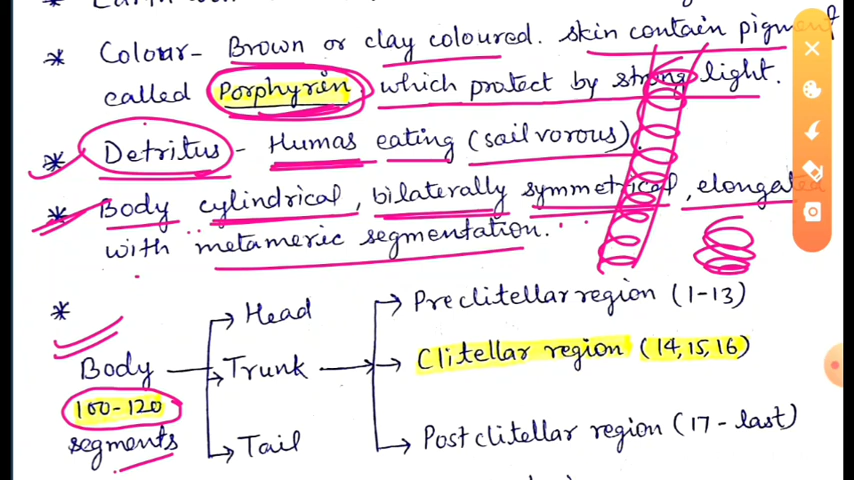 * Colour- Brown or clay coloured. skin contain pigment
called Porphyrin which protect by strong light.
* Detritus - Humas eating (sailvorous)
* Body cylindrical, bilaterally symmetrical, elongated
with metameric segmentation.
*
Head
Preclitellar region (1-13)
Body
Trunk
Clitellar region (14, 15, 16)
100-120
segments
Tail
Postclitellar region (17 - last)